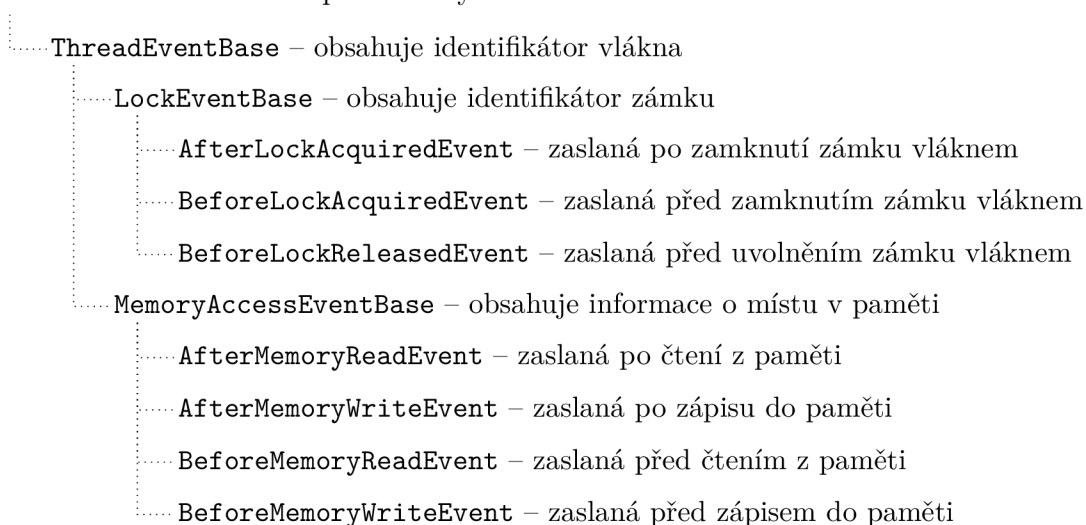 ThreadEventBase – obsahuje identifikátor vlákna
LockEventBase – obsahuje identifikátor zámku
AfterLockAcquiredEvent – zaslaná po zamknutí zámku vláknem
BeforeLockAcquiredEvent – zaslaná před zamknutím zámku vláknem
BeforeLockReleasedEvent – zaslaná před uvolněním zámku vláknem
MemoryAccessEventBase – obsahuje informace o místu v paměti
AfterMemoryReadEvent – zaslaná po čtení z paměti
AfterMemoryWriteEvent – zaslaná po zápisu do paměti
BeforeMemoryReadEvent – zaslaná před čtením z paměti
BeforeMemoryWriteEvent – zaslaná před zápisem do paměti